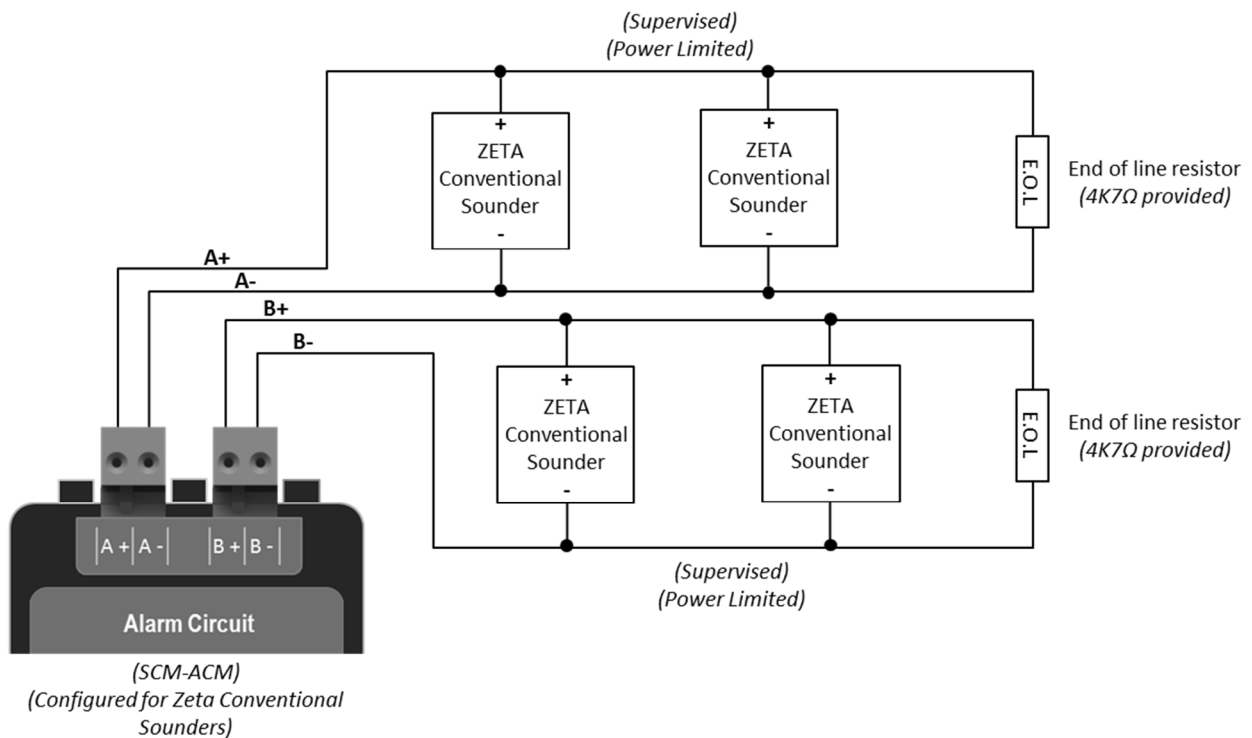 (Supervised)
(Power Limited)
+
ZETA
Conventional
Sounder
-
+
ZETA
Conventional
Sounder
-
E.O.L
End of line resistor
(4K7Ω provided)
A+
A-
B+
B-
+
ZETA
Conventional
Sounder
-
+
ZETA
Conventional
Sounder
-
E.O.L
End of line resistor
(4K7Ω provided)
(Supervised)
(Power Limited)
A + A - B + B -
Alarm Circuit
(SCM-ACM)
(Configured for Zeta Conventional
Sounders)